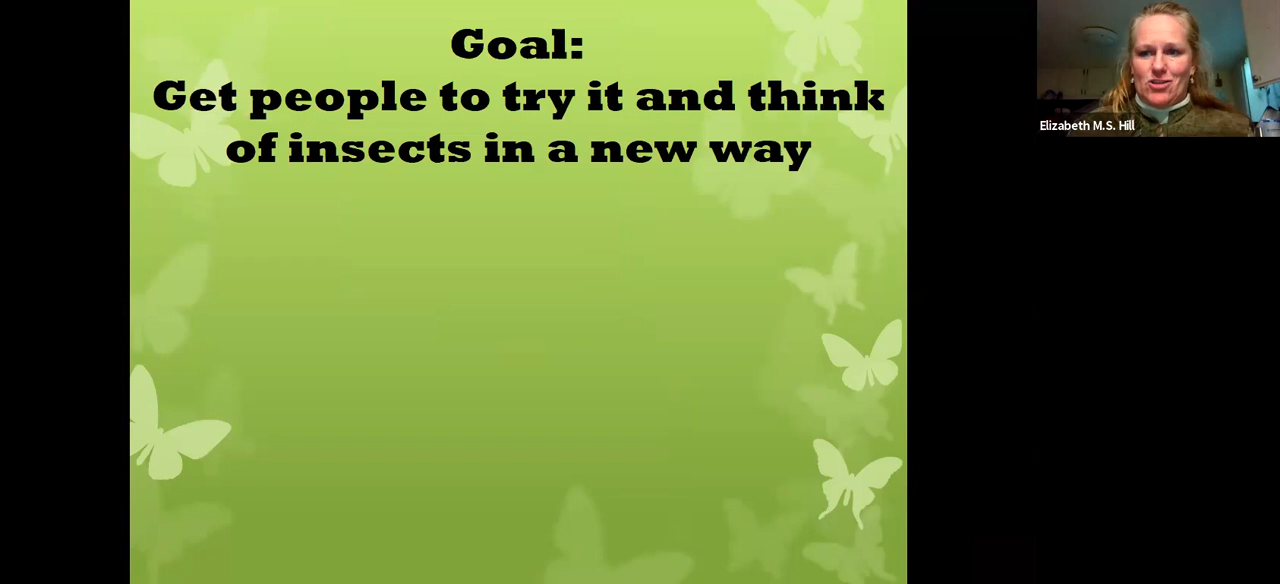 Goal:
Get people to try it and think
of insects in a new way
Elizabeth M.S. Hill